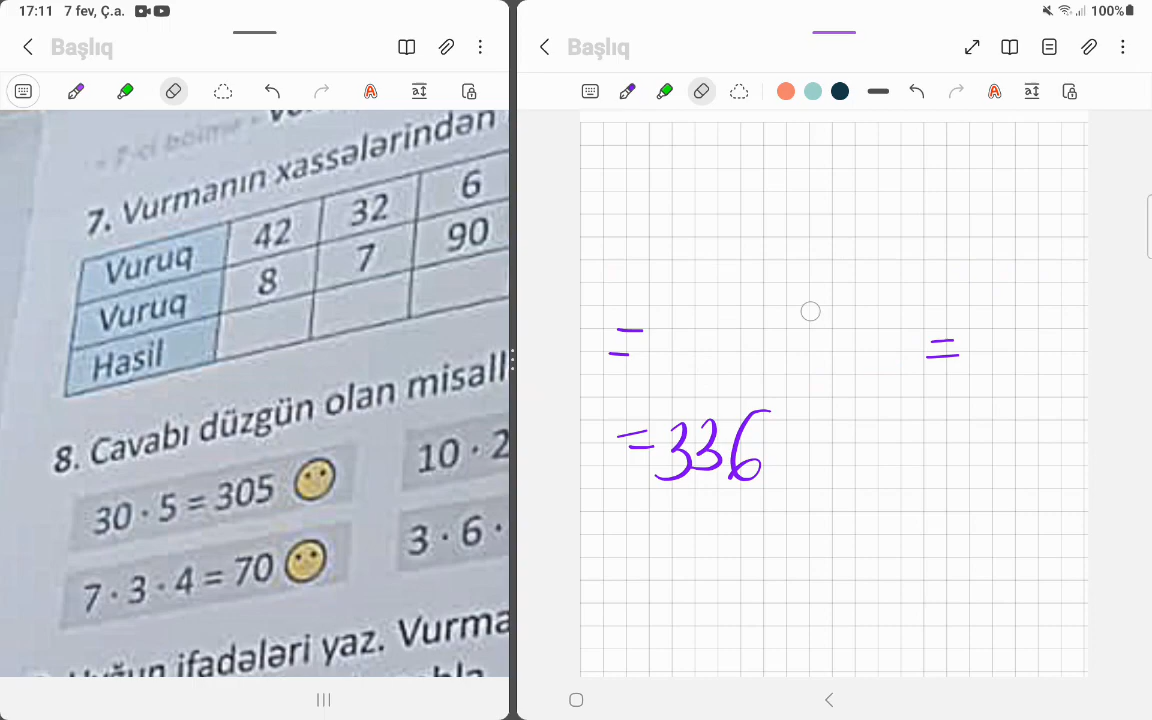 17:11 7 fev, Ç.a. 100%
Başlıq
Başlıq
7. Vurmanın xassələrindən
Vuruq 42 32 6
Vuruq 8 7 90
Hasil
8. Cavabı düzgün olan misall
30 · 5 = 305 10 · 2
7 · 3 · 4 = 70 3 · 6 ·
ifadələri yaz. Vurma
=
=
=336